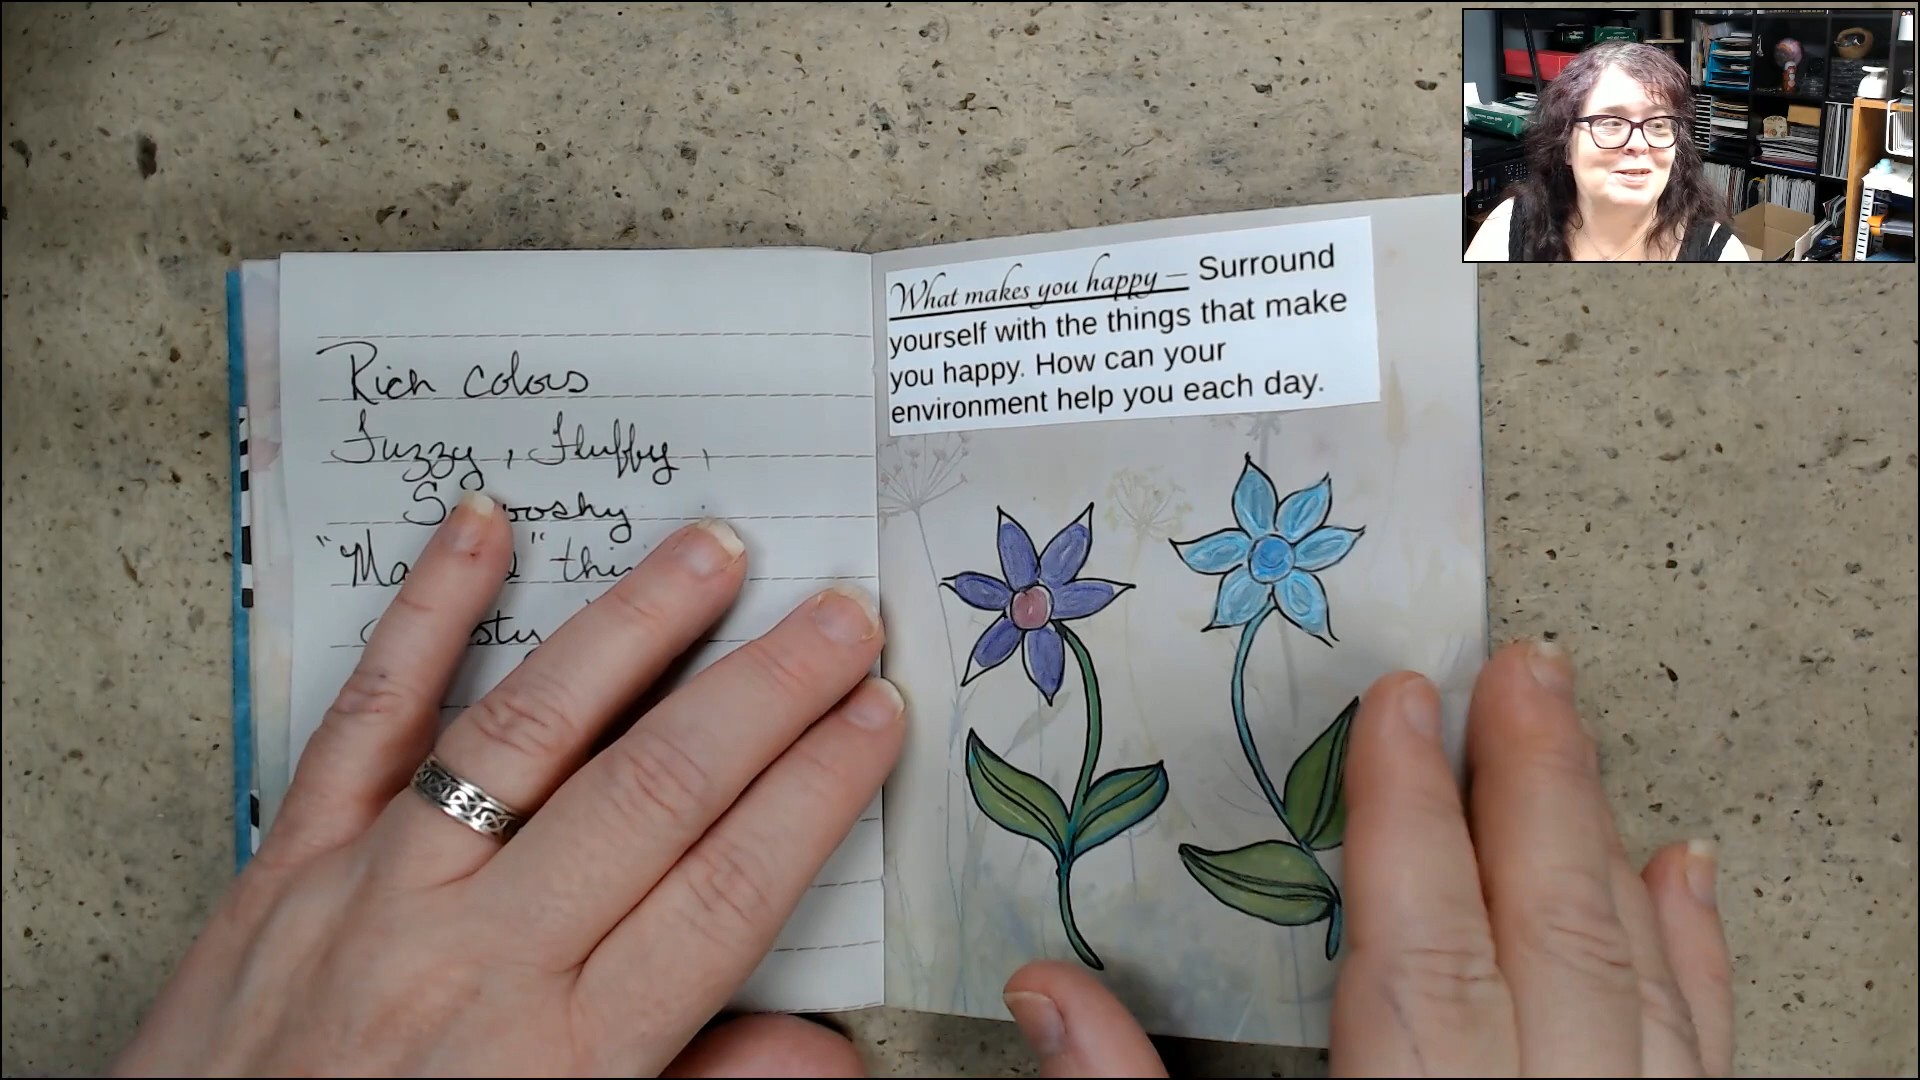 Rich colors
Fuzzy, Fluffy,
"
" "
What makes you happy — Surround
yourself with the things that make
you happy. How can your
environment help you each day.